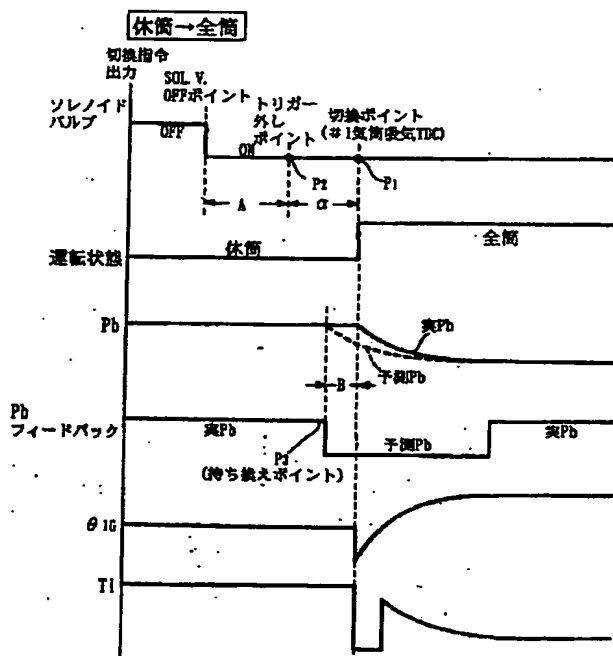 休筒→全筒
切換指令
出力
SOL.V.
OFFポイント
ソレノイド
バルブ
OFF
トリガー
外し
ポイント
切換ポイント
(#1気筒吸気TDC)
ON
P2
P1
A
α
運転状態
休筒
全筒
Pb
実Pb
予測Pb
B
Pb
フィードバック
実Pb
P3
(持ち換えポイント)
予測Pb
実Pb
θIG
TI